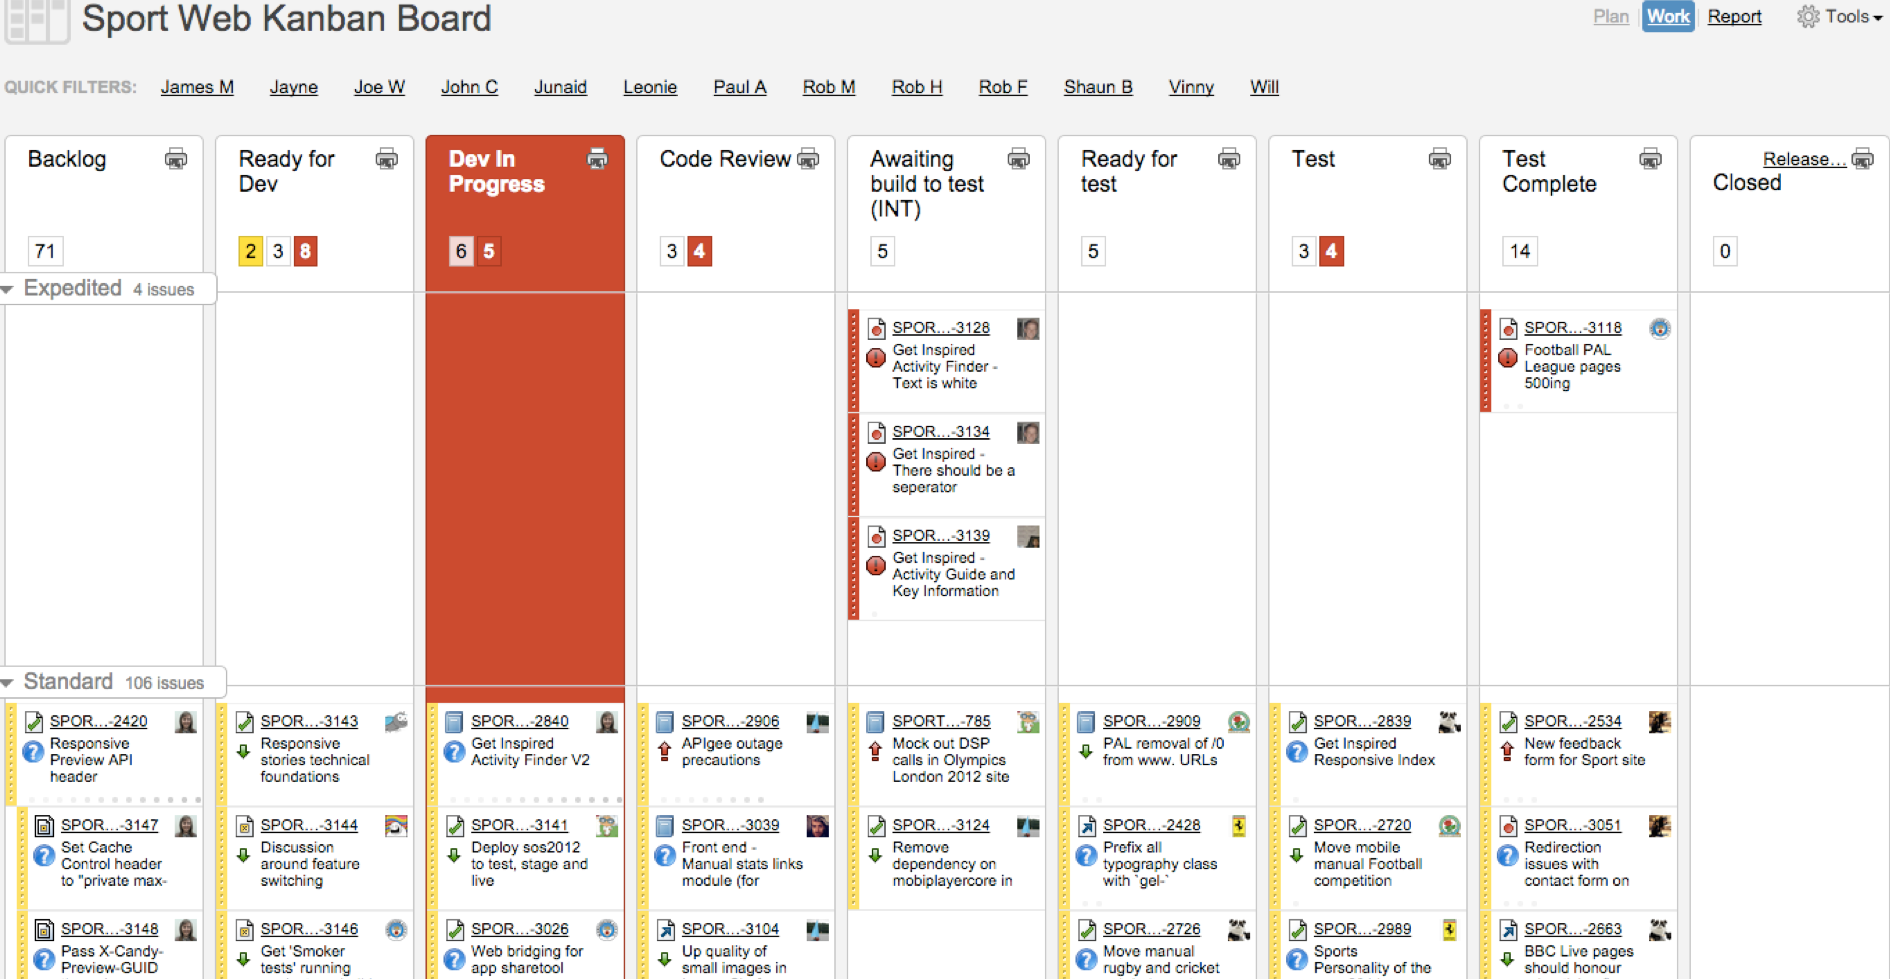 Sport Web Kanban Board
Plan Work Report Tools
QUICK FILTERS: James M Jayne Joe W John C Junaid Leonie Paul A Rob M Rob H Rob F Shaun B Vinny Will
Backlog
71
Ready for
Dev
2 3 8
Dev In
Progress
6 5
Code Review
3 4
Awaiting
build to test
(INT)
5
Ready for
test
5
Test
3 4
Test
Complete
14
Release…
Closed
0
Expedited 4 issues
SPOR…-3128
Get Inspired
Activity Finder -
Text is white
SPOR…-3134
Get Inspired -
There should be a
seperator
SPOR…-3139
Get Inspired -
Activity Guide and
Key Information
SPOR…-3118
Football PAL
League pages
500ing
Standard 106 issues
SPOR…-2420
Responsive
Preview API
header
SPOR…-3147
Set Cache
Control header
to "private max-
SPOR…-3148
Pass X-Candy-
Preview-GUID
SPOR…-3143
Responsive
stories technical
foundations
SPOR…-3144
Discussion
around feature
switching
SPOR…-3146
Get 'Smoker
tests' running
SPOR…-2840
Get Inspired
Activity Finder V2
SPOR…-3141
Deploy sos2012
to test, stage and
live
SPOR…-3026
Web bridging for
app sharetool
SPOR…-2906
APIgee outage
precautions
SPOR…-3039
Front end -
Manual stats links
module (for
SPOR…-3104
Up quality of
small images in
SPORT…-785
Mock out DSP
calls in Olympics
London 2012 site
SPOR…-3124
Remove
dependency on
mobiplayercore in
SPOR…-2909
PAL removal of /0
from www. URLs
SPOR…-2428
Prefix all
typography class
with `gel-`
SPOR…-2726
Move manual
rugby and cricket
SPOR…-2839
Get Inspired
Responsive Index
SPOR…-2720
Move mobile
manual Football
competition
SPOR…-2989
Sports
Personality of the
SPOR…-2534
New feedback
form for Sport site
SPOR…-3051
Redirection
issues with
contact form on
SPOR…-2663
BBC Live pages
should honour